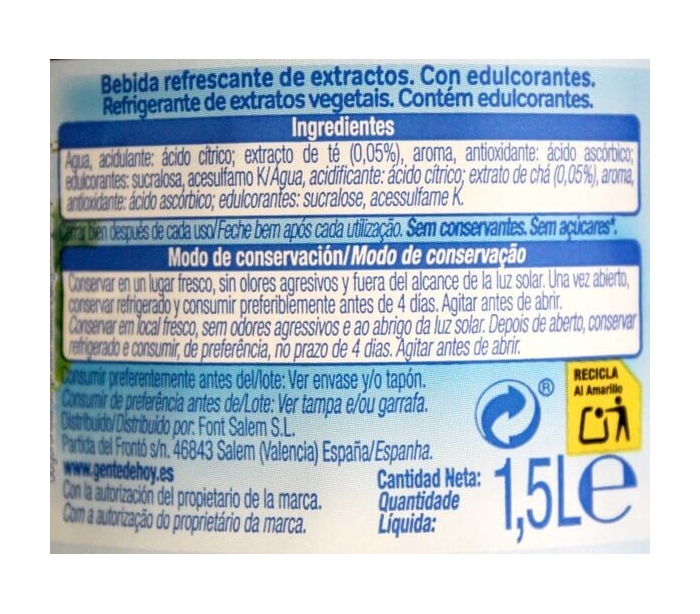 Bebida refrescante de extractos. Con edulcorantes.
Refrigerante de extratos vegetais. Contém edulcorantes.
Ingredientes
Agua, acidulante: ácido cítrico; extracto de té (0,05%), aroma, antioxidante: ácido ascórbico;
edulcorantes: sucralosa, acesulfamo K/Água, acidificante: ácido cítrico; extrato de chá (0,05%), aroma,
antioxidante: ácido ascórbico; edulcorantes: sucralose, acessulfame K.
Cerrar bien después de cada uso/Feche bem após cada utilização. Sem conservantes. Sem açúcares*.
Modo de conservación/Modo de conservação
Conservar en un lugar fresco, sin olores agresivos y fuera del alcance de la luz solar. Una vez abierto,
conservar refrigerado y consumir preferiblemente antes de 4 días. Agitar antes de abrir.
Conservar em local fresco, sem odores agressivos e ao abrigo da luz solar. Depois de aberto, conservar
refrigerado e consumir, de preferência, no prazo de 4 dias. Agitar antes de abrir.
Consumir preferentemente antes del/lote: Ver envase y/o tapón.
Consumir de preferência antes de/Lote: Ver tampa e/ou garrafa.
Distribuido/Distribuído por: Font Salem S.L.
Partida del Frontó s/n. 46843 Salem (Valencia) España/Espanha.
www.gentedehoy.es
Con la autorización del propietario de la marca.
Com a autorização do proprietário da marca.
Cantidad Neta:
Quantidade
Líquida:
1,5L e
®
RECICLA
Al Amarillo